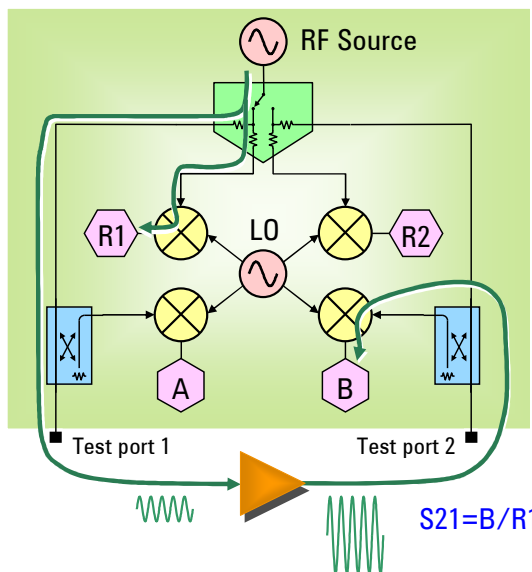 RF Source
R1
LO
R2
A
B
Test port 1
Test port 2
S21=B/R1